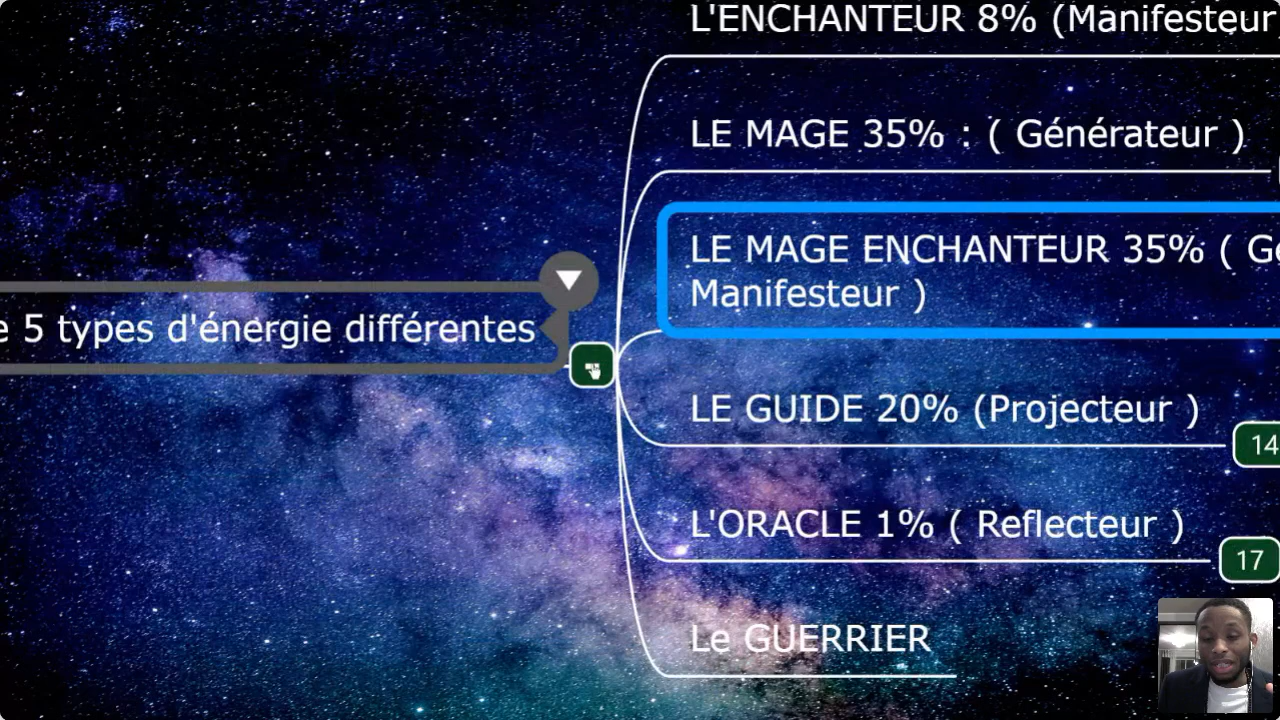 L'ENCHANTEUR 8% (Manifesteur
LE MAGE 35% : ( Générateur )
LE MAGE ENCHANTEUR 35% (
Manifesteur )
5 types d'énergie différentes
LE GUIDE 20% (Projecteur )
14
L'ORACLE 1% ( Reflecteur )
17
Le GUERRIER